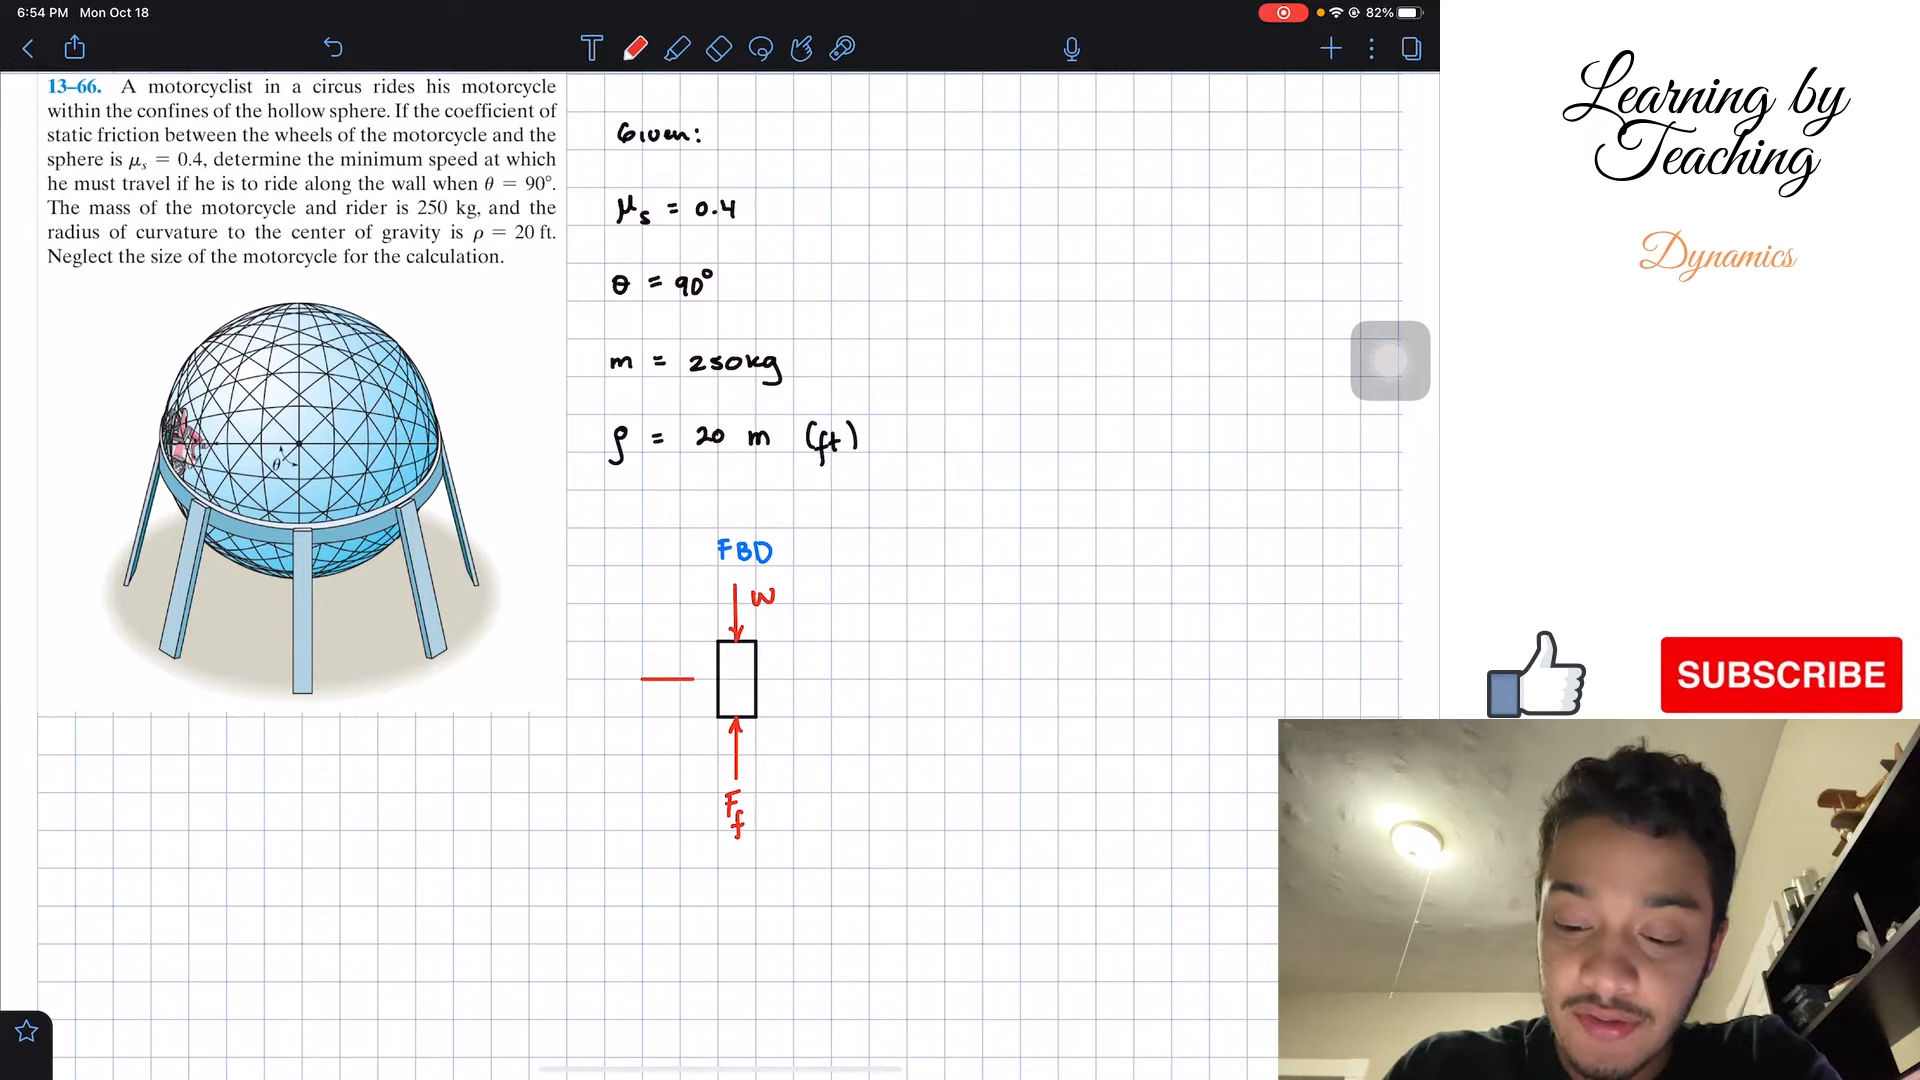 6:54 PM Mon Oct 18
82%
13–66. A motorcyclist in a circus rides his motorcycle
within the confines of the hollow sphere. If the coefficient of
static friction between the wheels of the motorcycle and the
sphere is μs = 0.4, determine the minimum speed at which
he must travel if he is to ride along the wall when θ = 90°.
The mass of the motorcycle and rider is 250 kg, and the
radius of curvature to the center of gravity is ρ = 20 ft.
Neglect the size of the motorcycle for the calculation.
θ
Given:
μs = 0.4
θ = 90°
m = 250kg
ρ = 20 m (ft)
FBD
W
Ff
Learning by
Teaching
Dynamics
SUBSCRIBE